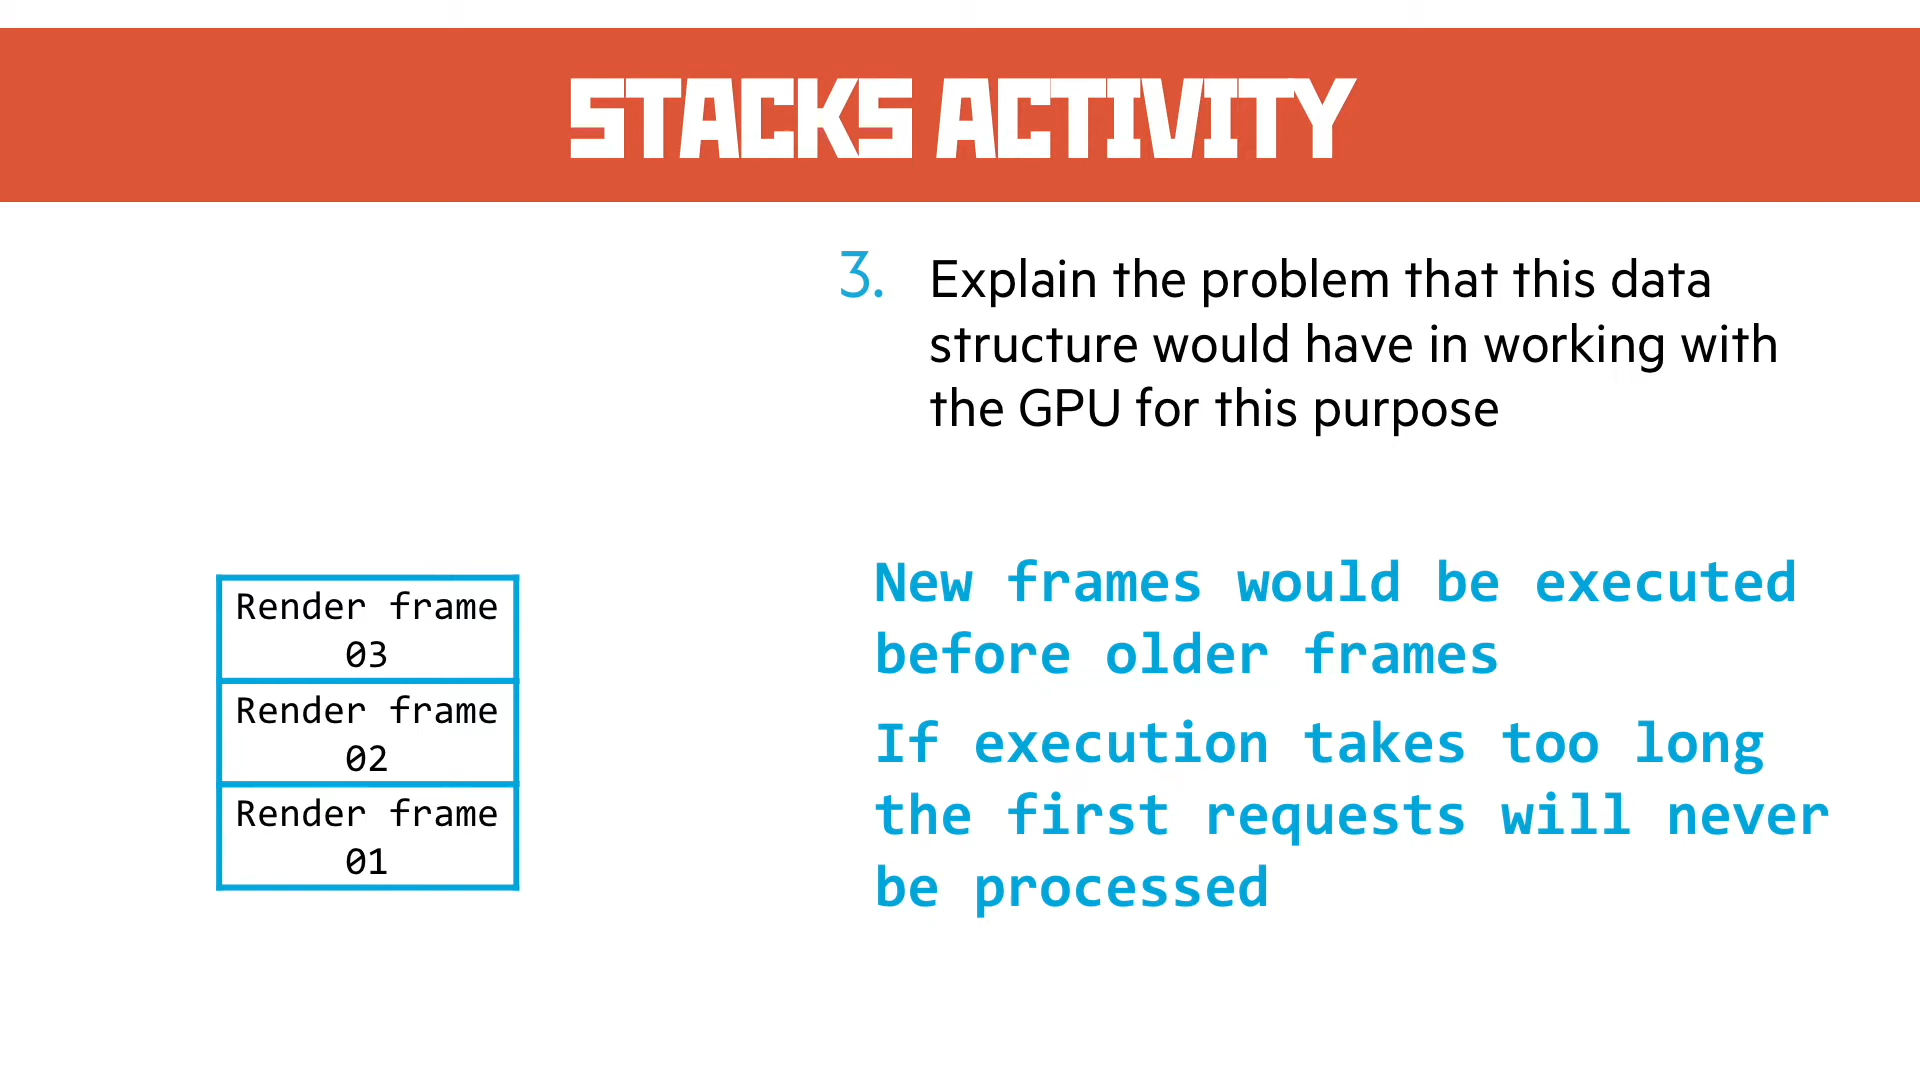 STACKS ACTIVITY
3. Explain the problem that this data
structure would have in working with
the GPU for this purpose
Render frame
03
Render frame
02
Render frame
01
New frames would be executed
before older frames
If execution takes too long
the first requests will never
be processed